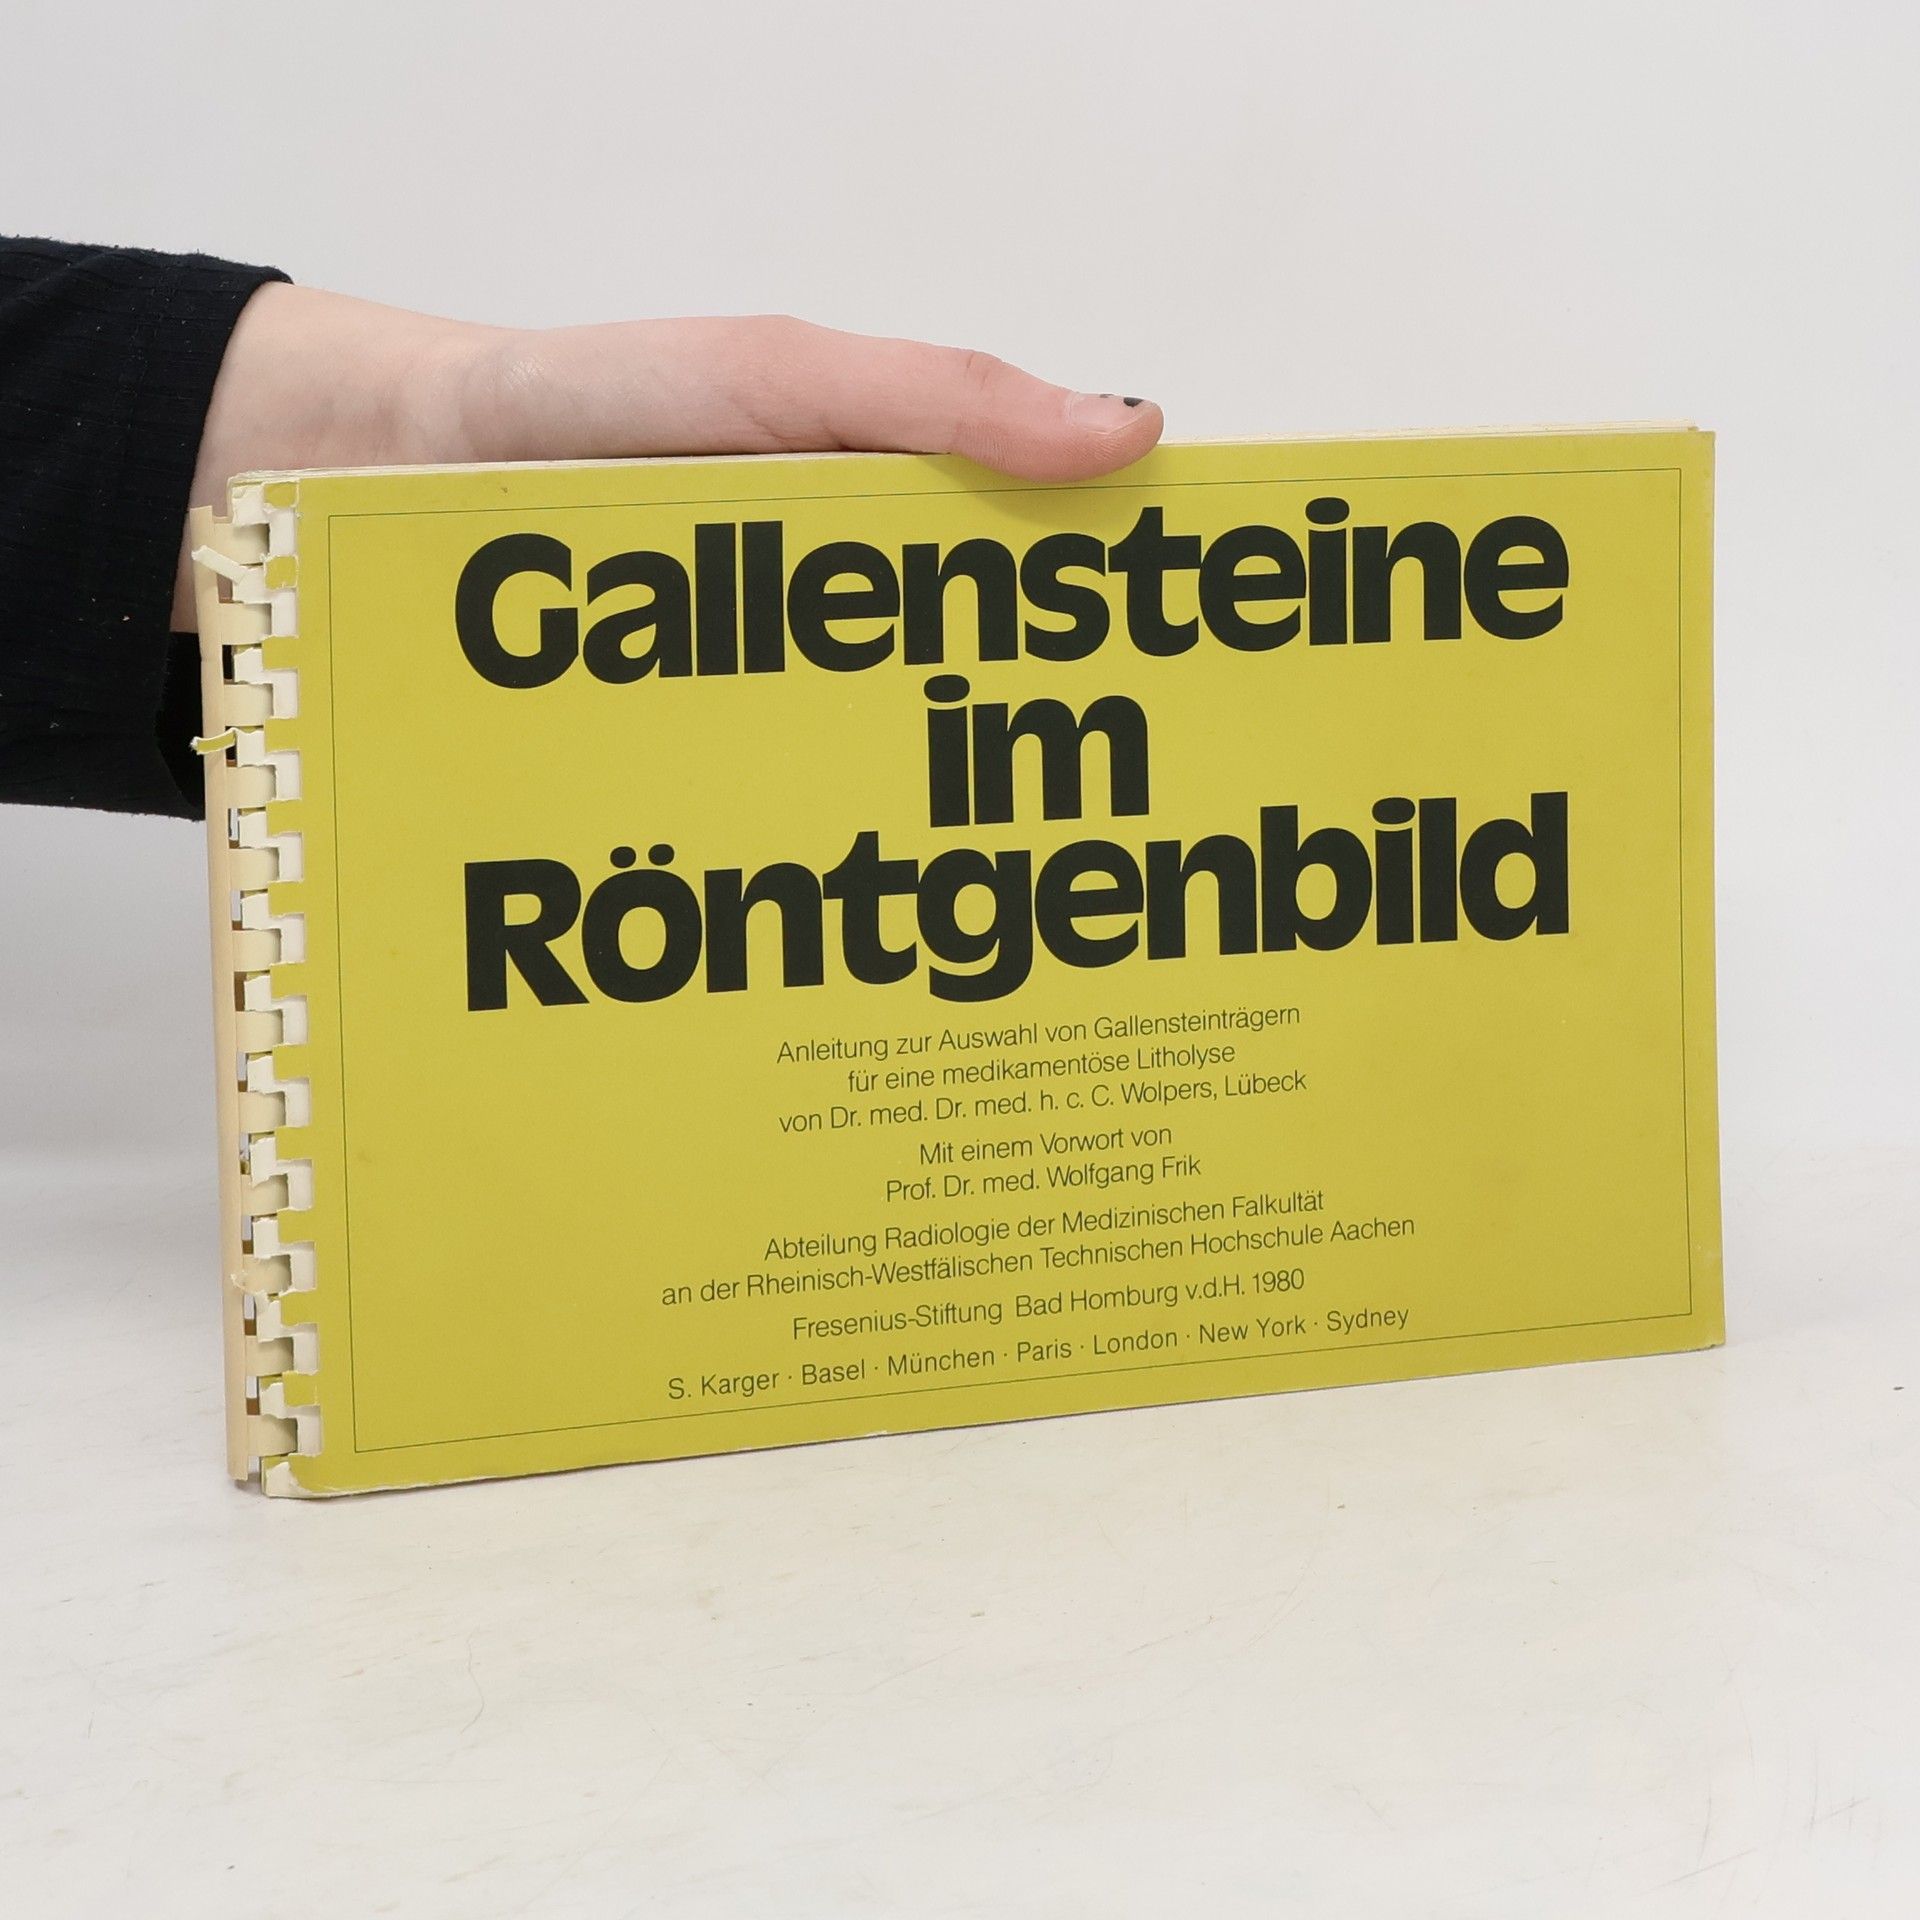 Gallensteine
im
Röntgenbild
Anleitung zur Auswahl von Gallensteinträgern
für eine medikamentöse Litholyse
von Dr. med. Dr. med. h. c. C. Wolpers, Lübeck
Mit einem Vorwort von
Prof. Dr. med. Wolfgang Frik
Abteilung Radiologie der Medizinischen Falkultät
an der Rheinisch-Westfälischen Technischen Hochschule Aachen
Fresenius-Stiftung Bad Homburg v.d.H. 1980
S. Karger · Basel · München · Paris · London · New York · Sydney